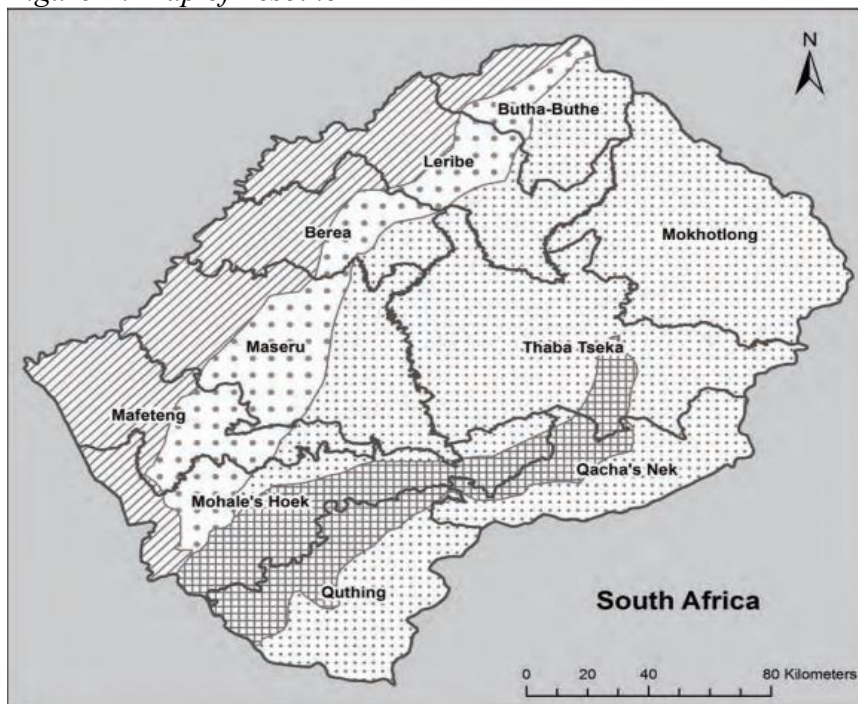 N
Butha-Buthe
Leribe
Berea
Mokhotlong
Maseru
Thaba Tseka
Mafeteng
Qacha's Nek
Mohale's Hoek
Quthing
South Africa
0 20 40 80 Kilometers